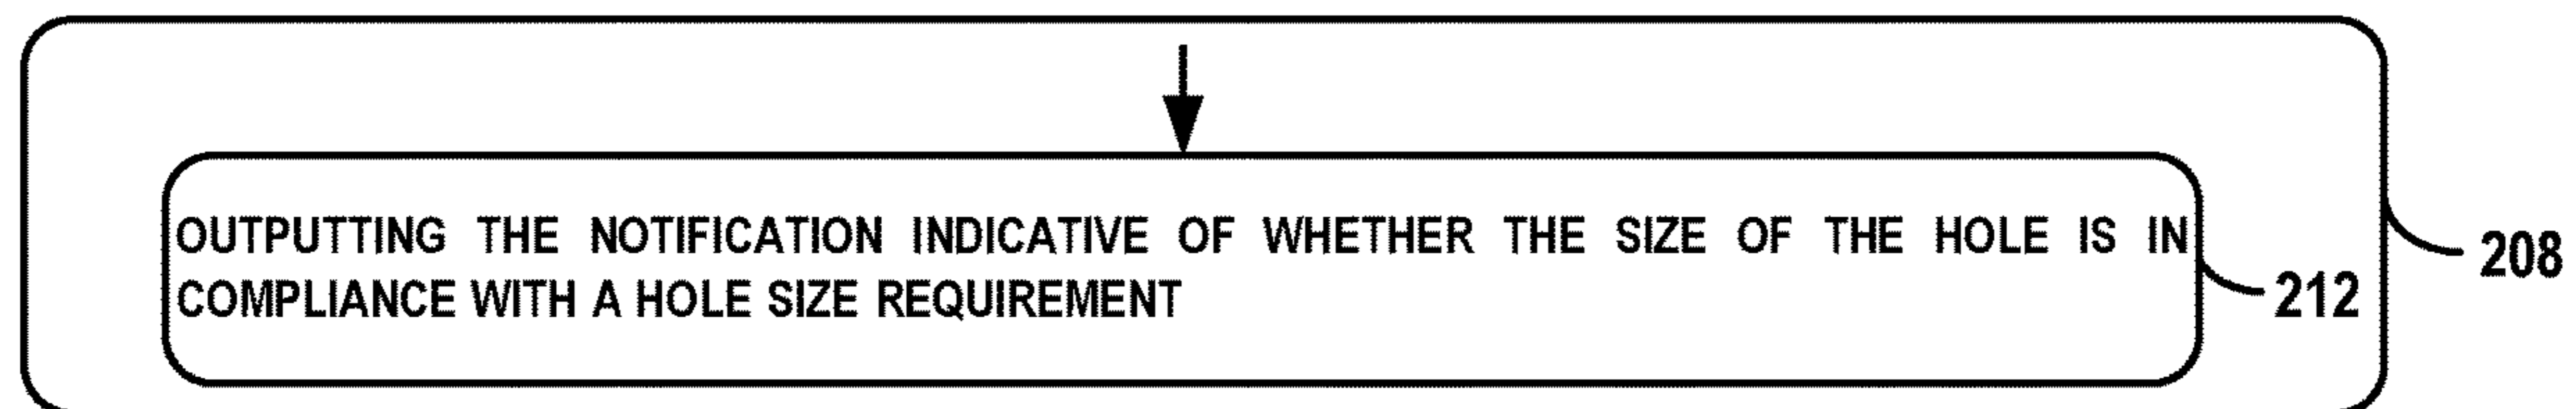 OUTPUTTING THE NOTIFICATION INDICATIVE OF WHETHER THE SIZE OF THE HOLE IS IN
COMPLIANCE WITH A HOLE SIZE REQUIREMENT
212
208